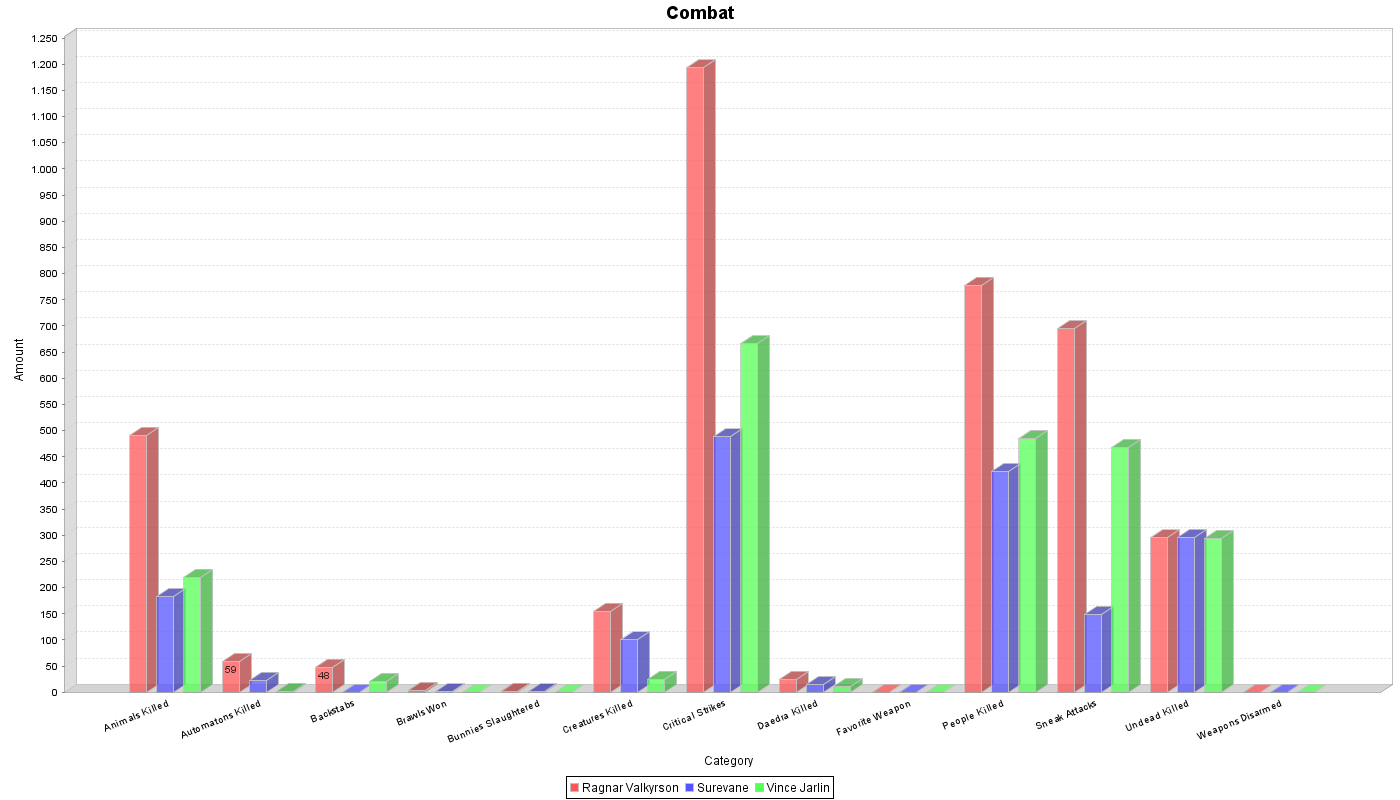 Combat
1.250
1.200
1.150
1.100
1.050
1.000
950
900
850
800
750
700
650
600
550
500
450
400
350
300
250
200
150
100
50
0
Amount
59
48
Animals Killed
Automatons Killed
Backstabs
Brawls Won
Bunnies Slaughtered
Creatures Killed
Critical Strikes
Daedra Killed
Favorite Weapon
People Killed
Sneak Attacks
Undead Killed
Weapons Disarmed
Category
Ragnar Valkyrson Surevane Vince Jarlin